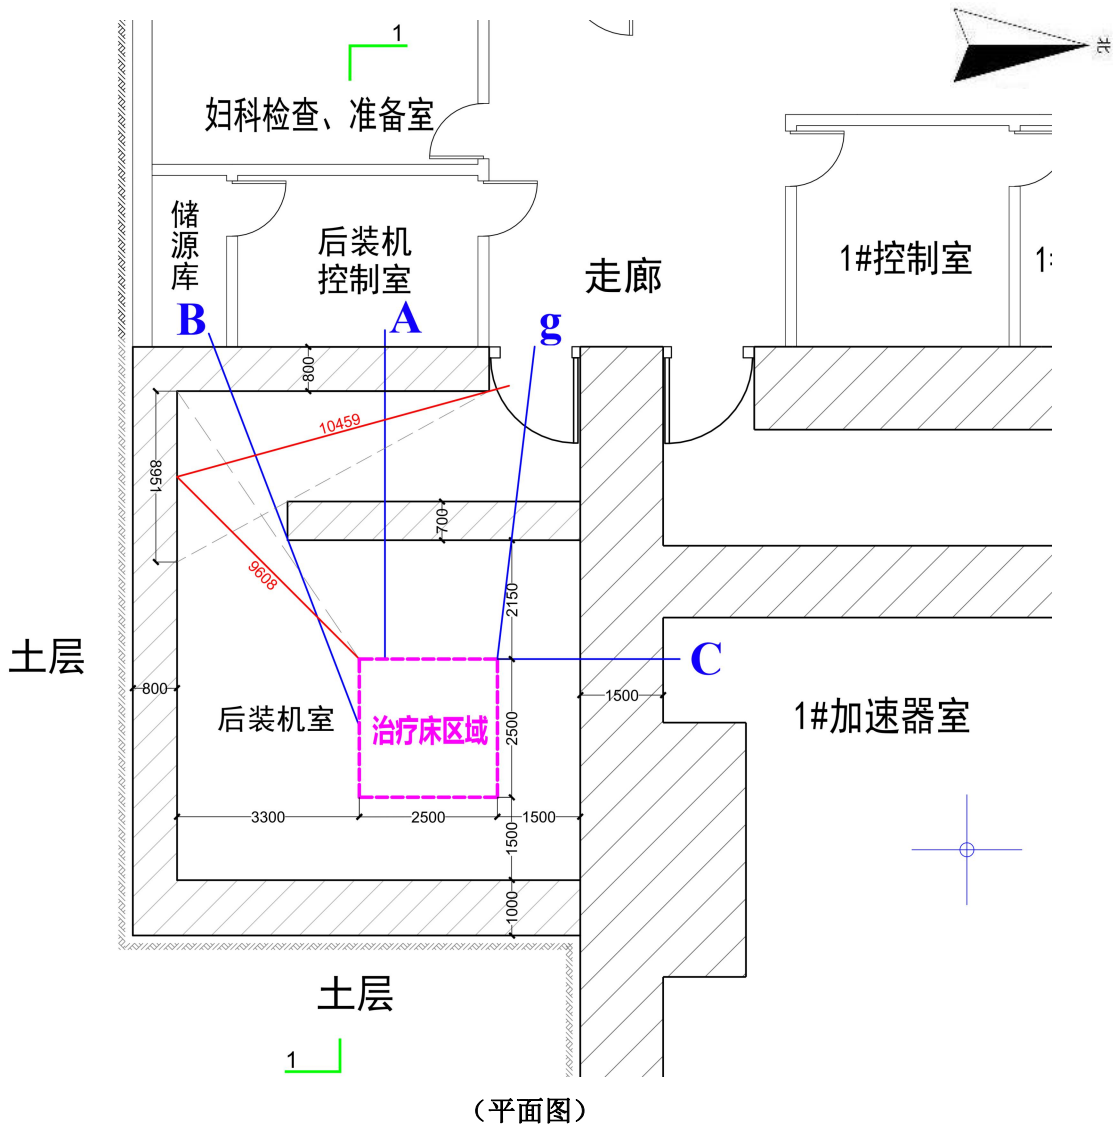 1
北
妇科检查、准备室
储
源
库
后装机
控制室
走廊
1#控制室
1#
B
A
g
800
10459
8951
700
9608
2150
土层
C
800
1500
后装机室
治疗床区域
2500
1#加速器室
3300
2500
1500
1500
1000
土层
1
（平面图）